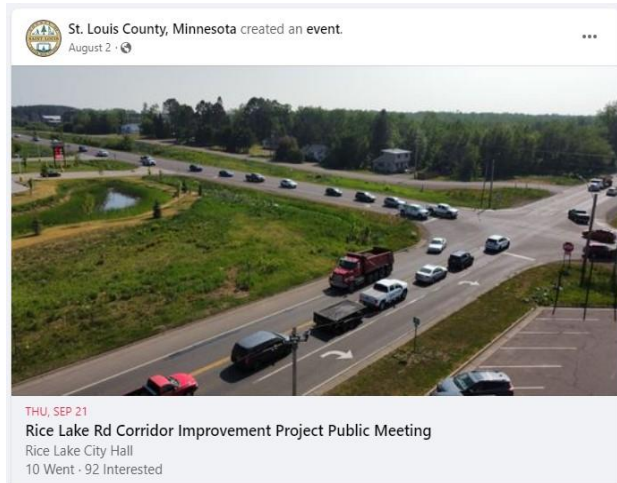 St. Louis County, Minnesota created an event.
August 2 ·
THU, SEP 21
Rice Lake Rd Corridor Improvement Project Public Meeting
Rice Lake City Hall
10 Went · 92 Interested